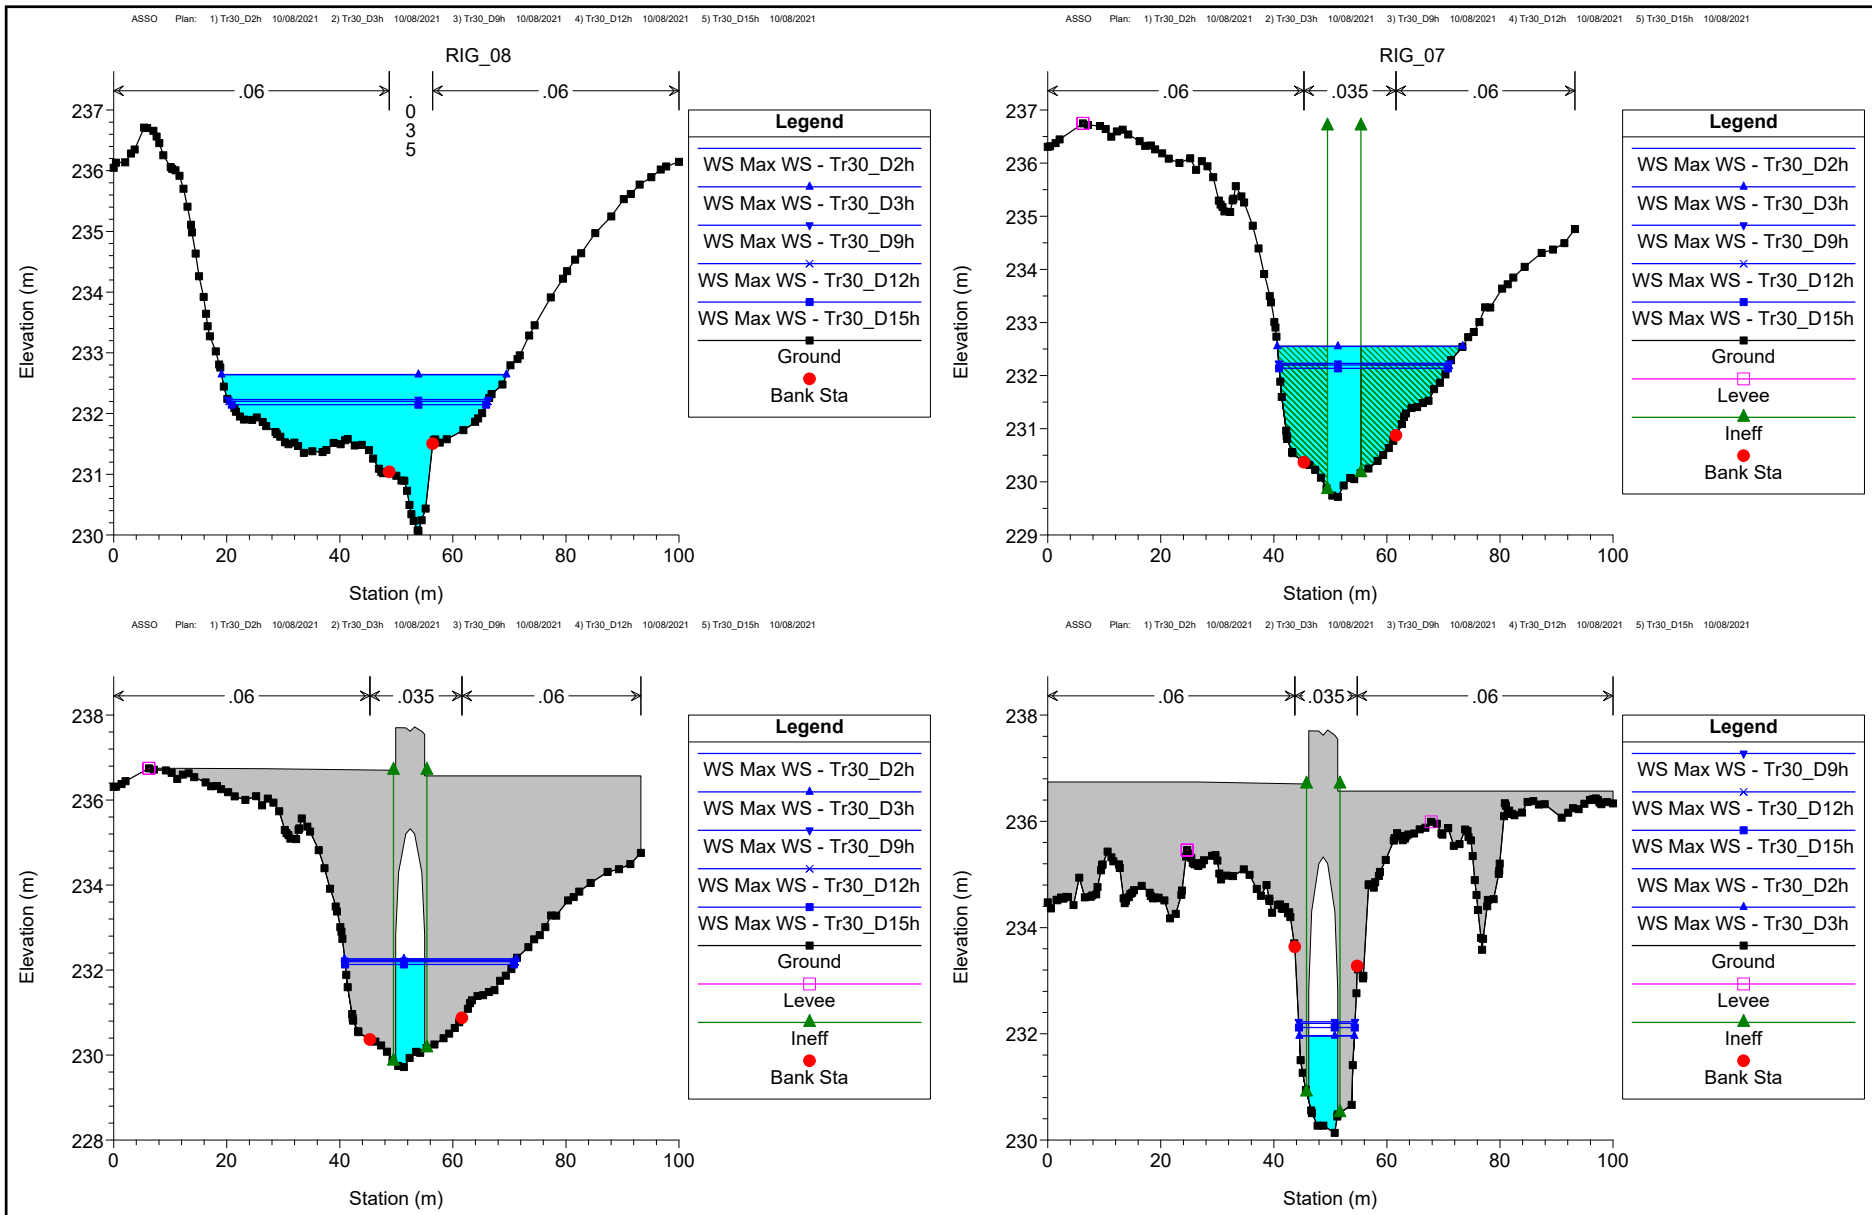 ASSO Plan: 1) Tr30_D2h 10/08/2021 2) Tr30_D3h 10/08/2021 3) Tr30_D9h 10/08/2021 4) Tr30_D12h 10/08/2021 5) Tr30_D15h 10/08/2021
RIG_08
.06 .035 .06
237
236
235
234
233
232
231
230
0 20 40 60 80 100
Elevation (m)
Station (m)
Legend
WS Max WS - Tr30_D2h
WS Max WS - Tr30_D3h
WS Max WS - Tr30_D9h
WS Max WS - Tr30_D12h
WS Max WS - Tr30_D15h
Ground
Bank Sta
ASSO Plan: 1) Tr30_D2h 10/08/2021 2) Tr30_D3h 10/08/2021 3) Tr30_D9h 10/08/2021 4) Tr30_D12h 10/08/2021 5) Tr30_D15h 10/08/2021
RIG_07
.06 .035 .06
237
236
235
234
233
232
231
230
229
0 20 40 60 80 100
Elevation (m)
Station (m)
Legend
WS Max WS - Tr30_D2h
WS Max WS - Tr30_D3h
WS Max WS - Tr30_D9h
WS Max WS - Tr30_D12h
WS Max WS - Tr30_D15h
Ground
Levee
Ineff
Bank Sta
ASSO Plan: 1) Tr30_D2h 10/08/2021 2) Tr30_D3h 10/08/2021 3) Tr30_D9h 10/08/2021 4) Tr30_D12h 10/08/2021 5) Tr30_D15h 10/08/2021
.06 .035 .06
238
236
234
232
230
228
0 20 40 60 80 100
Elevation (m)
Station (m)
Legend
WS Max WS - Tr30_D2h
WS Max WS - Tr30_D3h
WS Max WS - Tr30_D9h
WS Max WS - Tr30_D12h
WS Max WS - Tr30_D15h
Ground
Levee
Ineff
Bank Sta
ASSO Plan: 1) Tr30_D2h 10/08/2021 2) Tr30_D3h 10/08/2021 3) Tr30_D9h 10/08/2021 4) Tr30_D12h 10/08/2021 5) Tr30_D15h 10/08/2021
.06 .035 .06
238
236
234
232
230
0 20 40 60 80 100
Elevation (m)
Station (m)
Legend
WS Max WS - Tr30_D9h
WS Max WS - Tr30_D12h
WS Max WS - Tr30_D15h
WS Max WS - Tr30_D2h
WS Max WS - Tr30_D3h
Ground
Levee
Ineff
Bank Sta